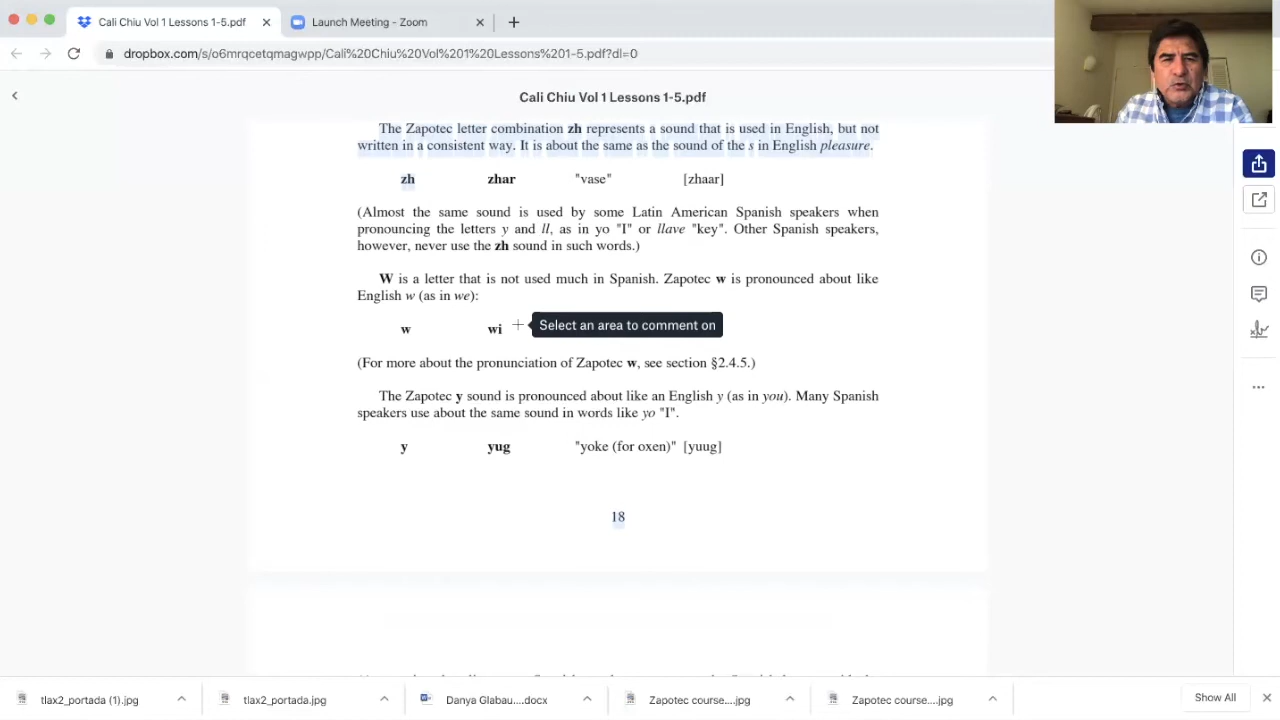 Cali Chiu Vol 1 Lessons 1-5.pdf
Launch Meeting - Zoom
dropbox.com/s/o6mrqcetqmagwpp/Cali%20Chiu%20Vol%201%20Lessons%201-5.pdf?dl=0
Cali Chiu Vol 1 Lessons 1-5.pdf
The Zapotec letter combination zh represents a sound that is used in English, but not
written in a consistent way. It is about the same as the sound of the s in English pleasure.
zh zhar "vase" [zhaar]
(Almost the same sound is used by some Latin American Spanish speakers when
pronouncing the letters y and ll, as in yo "I" or llave "key". Other Spanish speakers,
however, never use the zh sound in such words.)
W is a letter that is not used much in Spanish. Zapotec w is pronounced about like
English w (as in we):
w wi
Select an area to comment on
(For more about the pronunciation of Zapotec w, see section §2.4.5.)
The Zapotec y sound is pronounced about like an English y (as in you). Many Spanish
speakers use about the same sound in words like yo "I".
y yug "yoke (for oxen)" [yuug]
18
tlax2_portada (1).jpg
tlax2_portada.jpg
Danya Glabau....docx
Zapotec course....jpg
Zapotec course....jpg
Show All